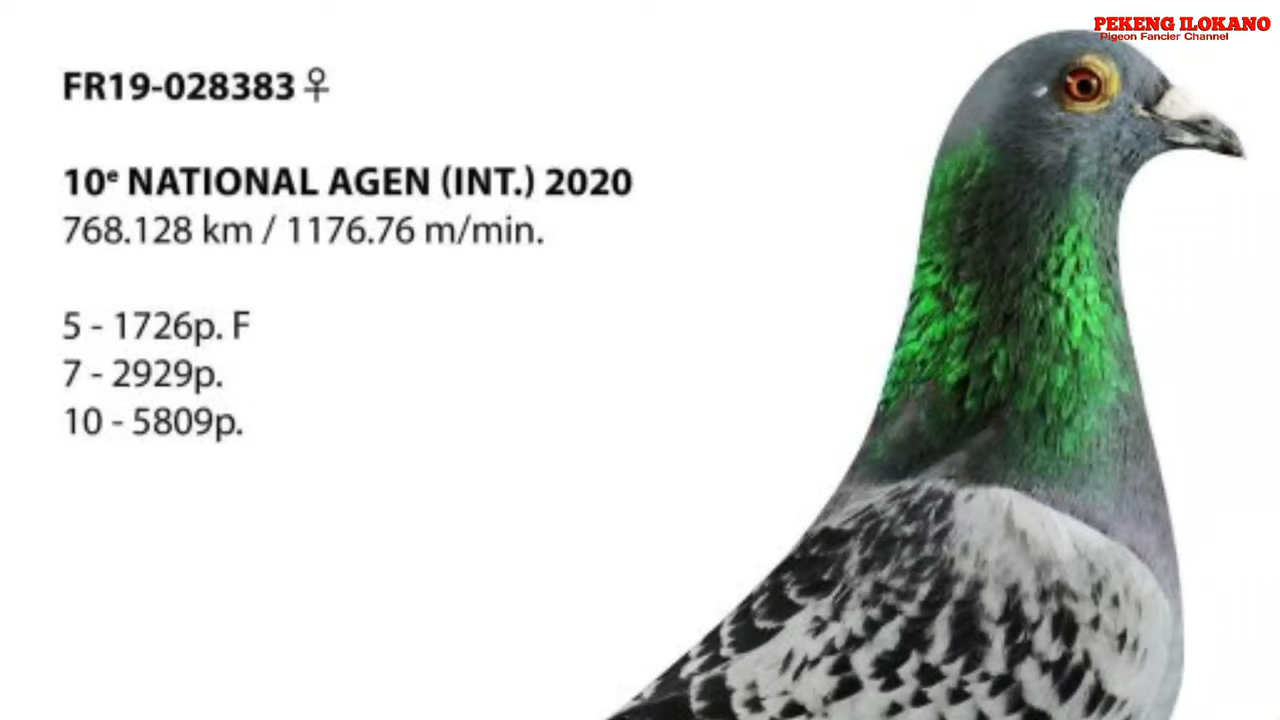 PEKENG ILOKANO
Pigeon Fancier Channel
FR19-028383♀
10ᵉ NATIONAL AGEN (INT.) 2020
768.128 km / 1176.76 m/min.
5 - 1726p. F
7 - 2929p.
10 - 5809p.